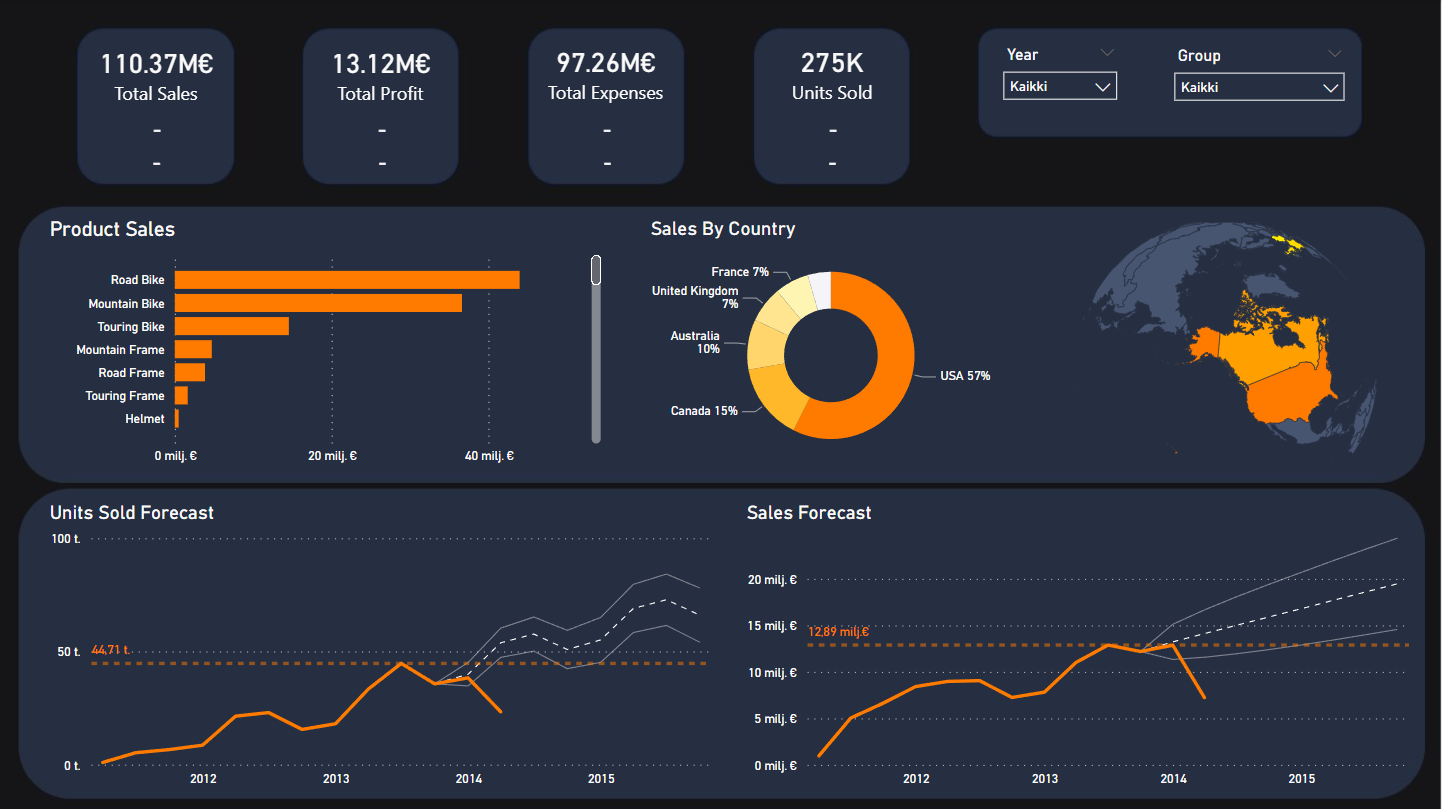 110.37M€
Total Sales
-
-
13.12M€
Total Profit
-
-
97.26M€
Total Expenses
-
-
275K
Units Sold
-
-
Year
Kaikki
Group
Kaikki
Product Sales
Road Bike
Mountain Bike
Touring Bike
Mountain Frame
Road Frame
Touring Frame
Helmet
0 milj. €
20 milj. €
40 milj. €
Sales By Country
France 7%
United Kingdom
7%
Australia
10%
Canada 15%
USA 57%
Units Sold Forecast
100 t.
50 t.
0 t.
44,71 t.
2012
2013
2014
2015
Sales Forecast
20 milj. €
15 milj. €
10 milj. €
5 milj. €
0 milj. €
12,89 milj.€
2012
2013
2014
2015